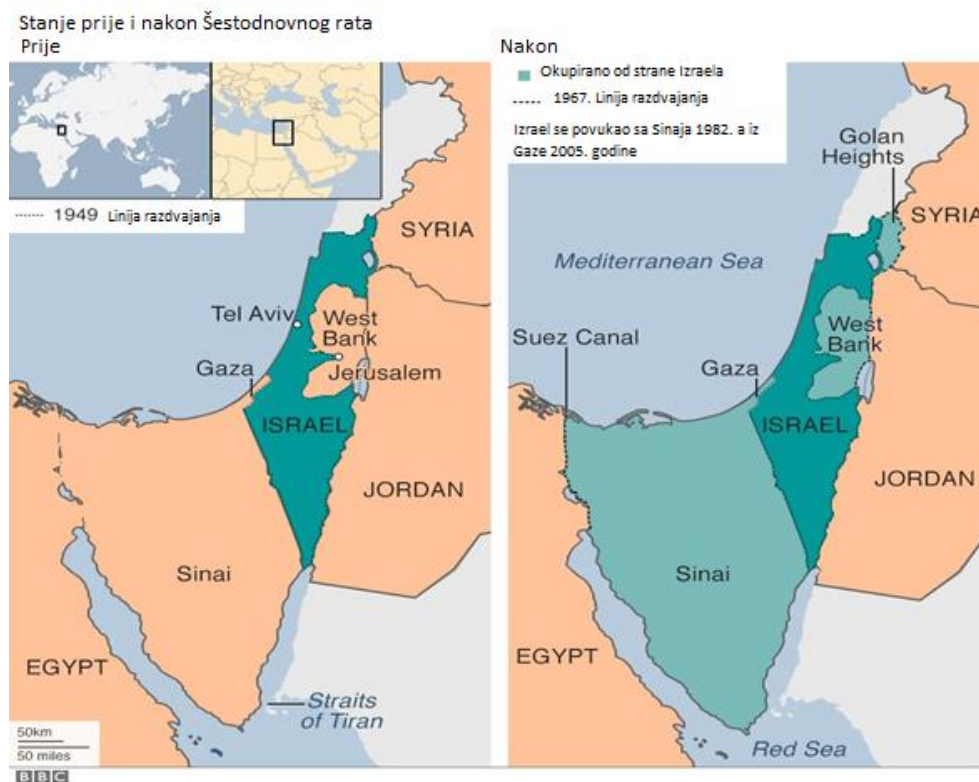 Stanje prije i nakon Šestodnovnog rata
Prije
1949 Linija razdvajanja
SYRIA
Tel Aviv
West
Bank
Gaza
Jerusalem
ISRAEL
JORDAN
Sinai
EGYPT
Straits
of Tiran
50km
50 miles
BBC
Nakon
Okupirano od strane Izraela
1967. Linija razdvajanja
Izrael se povukao sa Sinaja 1982. a iz
Gaze 2005. godine
Golan
Heights
SYRIA
Mediterranean Sea
Suez Canal
West
Bank
Gaza
ISRAEL
JORDAN
Sinai
EGYPT
Red Sea